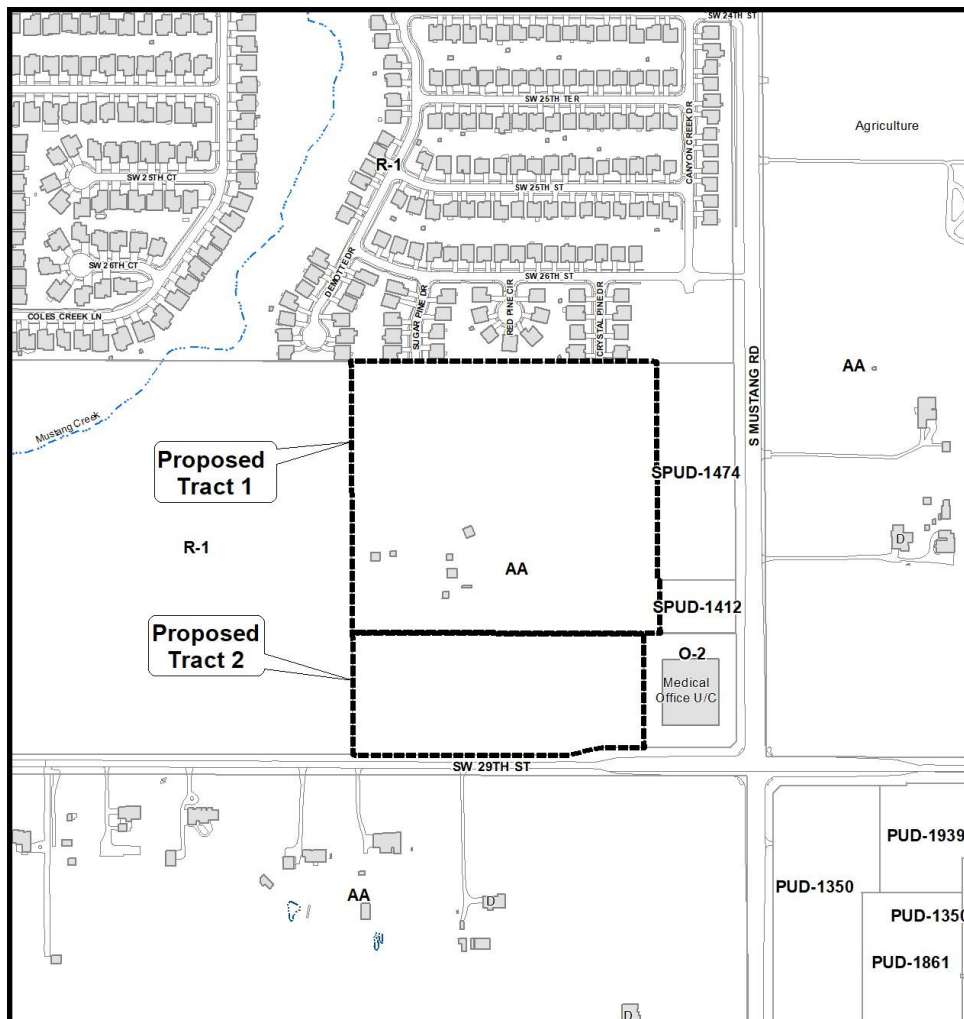 SW 24TH ST
SW 25TH TER
CANYON CREEK DR
Agriculture
R-1
SW 25TH CT
SW 25TH ST
SW 26TH CT
DEMOTTE DR
SW 26TH ST
COLES CREEK LN
SUGAR PINE DR
RED PINE CIR
CRYSTAL PINE DR
S MUSTANG RD
AA
Mustang Creek
Proposed
Tract 1
SPUD-1474
R-1
AA
D
SPUD-1412
Proposed
Tract 2
O-2
Medical
Office U/C
SW 29TH ST
PUD-1939
PUD-1350
AA
D
PUD-1350
PUD-1861
D